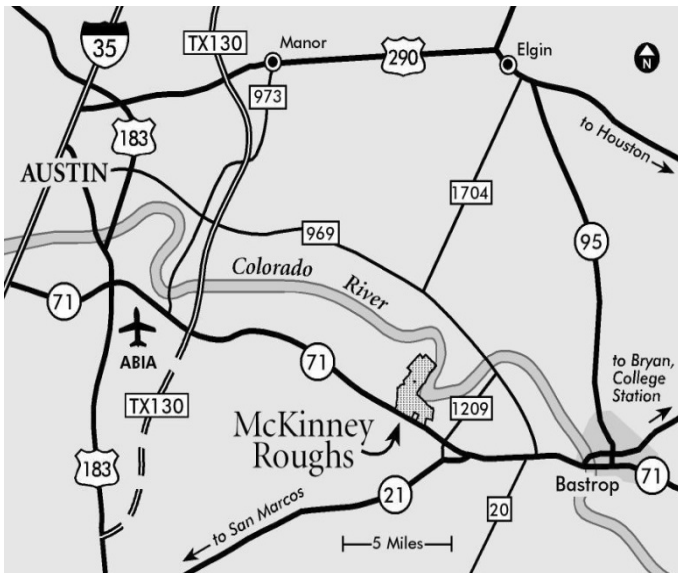 35
TX130
Manor
290
Elgin
N
973
183
to Houston
AUSTIN
1704
969
95
Colorado
River
71
ABIA
71
to Bryan,
College
Station
TX130
1209
McKinney
Roughs
183
71
Bastrop
21
20
to San Marcos
5 Miles